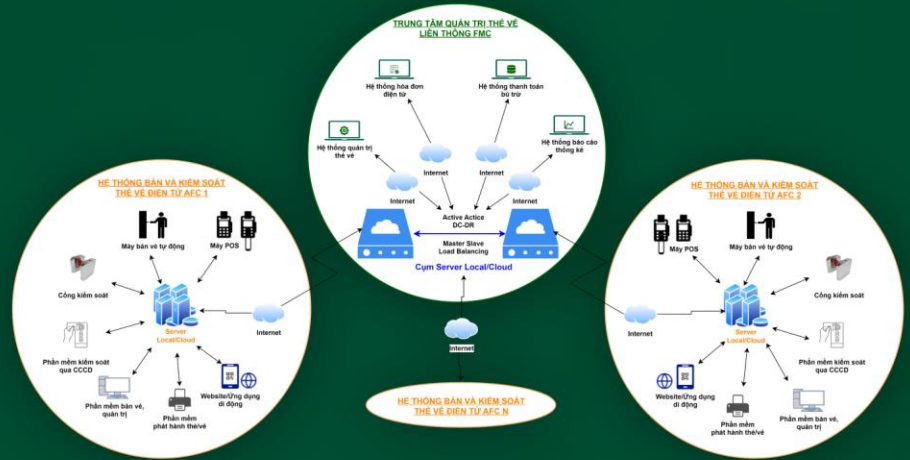 TRUNG TÂM QUẢN TRỊ THẺ VÉ
LIÊN THÔNG FMC
Hệ thống hóa đơn
điện tử
Hệ thống thanh toán
bù trừ
Hệ thống quản trị
thẻ vé
Hệ thống báo cáo
thống kê
Internet
Internet
Internet
Internet
Active Actice
DC-DR
Master Slave
Load Balancing
Cụm Server Local/Cloud
Internet
HỆ THỐNG BÁN VÀ KIỂM SOÁT
THẺ VÉ ĐIỆN TỬ AFC N
HỆ THỐNG BÁN VÀ KIỂM SOÁT
THẺ VÉ ĐIỆN TỬ AFC 1
Máy bán vé tự động
Máy POS
Cổng kiểm soát
Server
Local/Cloud
Internet
Phần mềm kiểm soát
qua CCCD
Phần mềm bán vé,
quản trị
Phần mềm
phát hành thẻ/vé
Website/Ứng dụng
di động
HỆ THỐNG BÁN VÀ KIỂM SOÁT
THẺ VÉ ĐIỆN TỬ AFC 2
Máy POS
Máy bán vé tự động
Cổng kiểm soát
Server
Local/Cloud
Internet
Phần mềm kiểm soát
qua CCCD
Website/Ứng dụng
di động
Phần mềm
phát hành thẻ/vé
Phần mềm bán vé,
quản trị